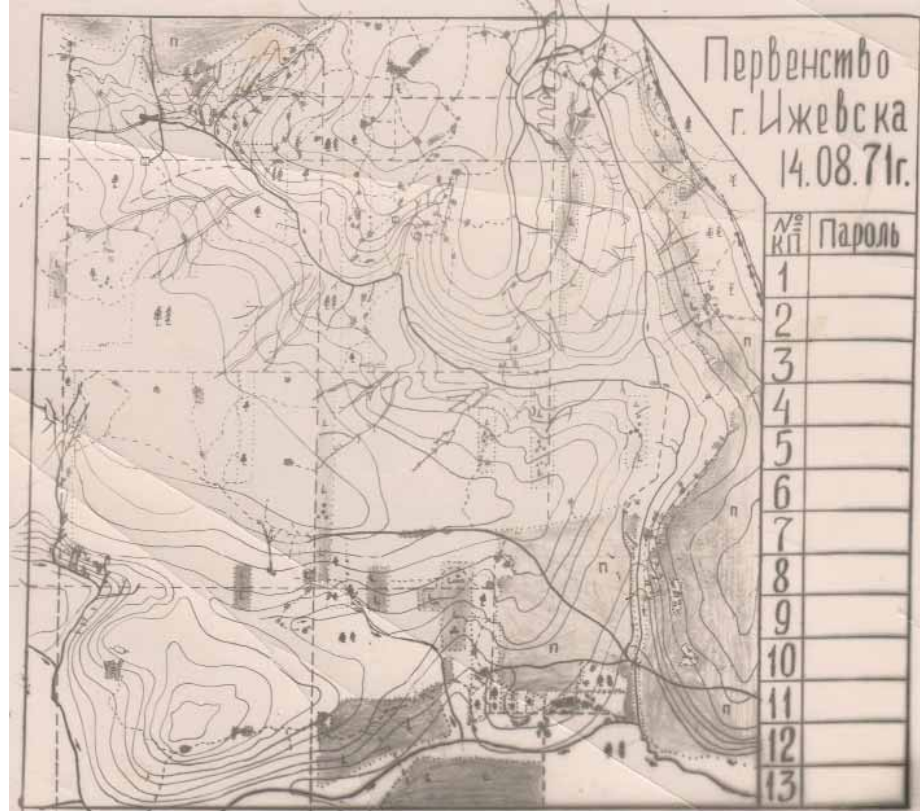 Первенство
г. Ижевска
14.08.71г.
№ КП Пароль
1
2
3
4
5
6
7
8
9
10
11
12
13
п
п
п
п
п
п